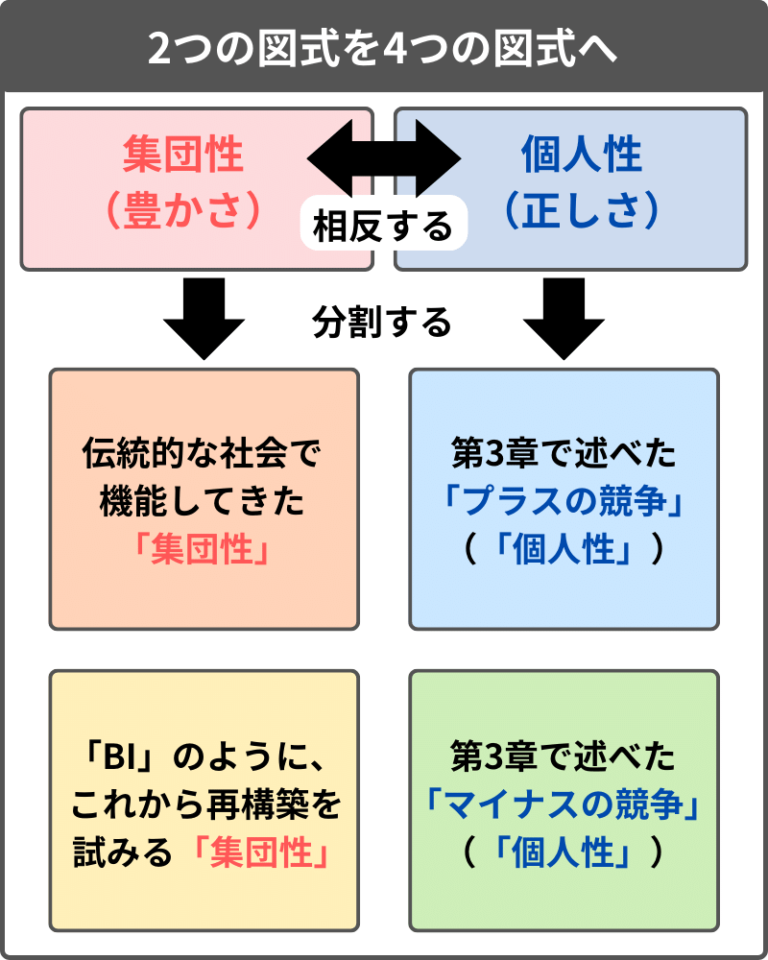 2つの図式を4つの図式へ
集団性
（豊かさ）
個人性
（正しさ）
相反する
分割する
伝統的な社会で
機能してきた
「集団性」
第3章で述べた
「プラスの競争」
（「個人性」）
「BI」のように、
これから再構築を
試みる「集団性」
第3章で述べた
「マイナスの競争」
（「個人性」）